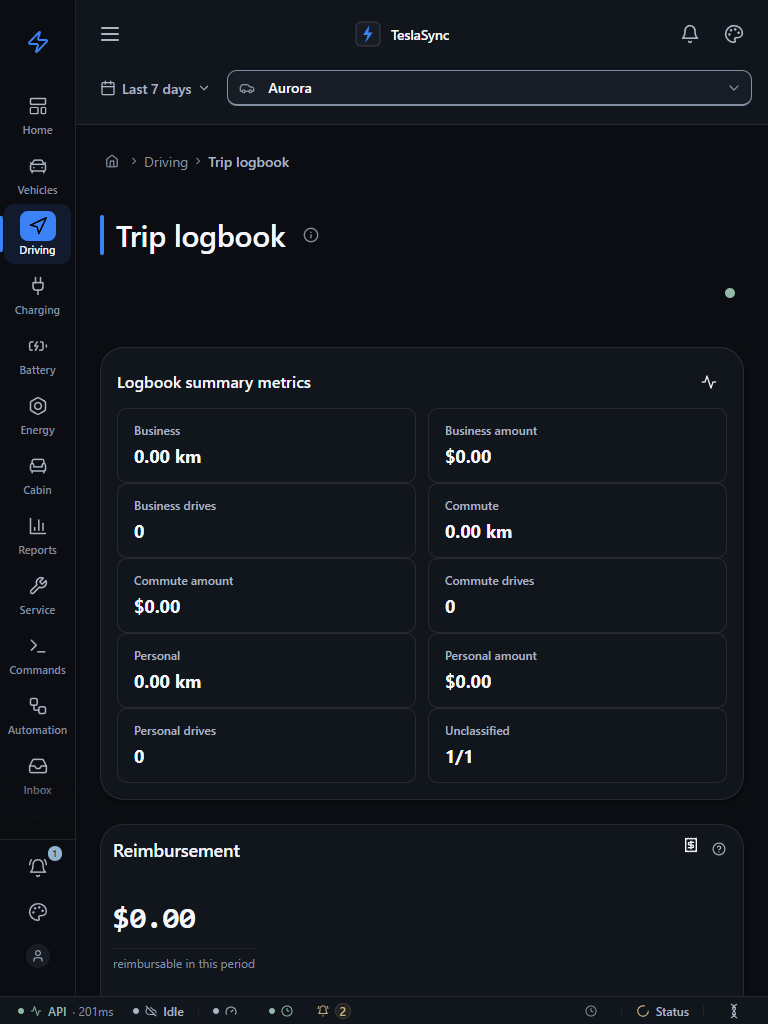 TeslaSync
Last 7 days
Aurora
Home
Vehicles
Driving
Charging
Battery
Energy
Cabin
Reports
Service
Commands
Automation
Inbox
1
Driving
Trip logbook
Trip logbook
Logbook summary metrics
Business
0.00 km
Business amount
$0.00
Business drives
0
Commute
0.00 km
Commute amount
$0.00
Commute drives
0
Personal
0.00 km
Personal amount
$0.00
Personal drives
0
Unclassified
1/1
Reimbursement
$0.00
reimbursable in this period
API · 201ms
Idle
2
Status